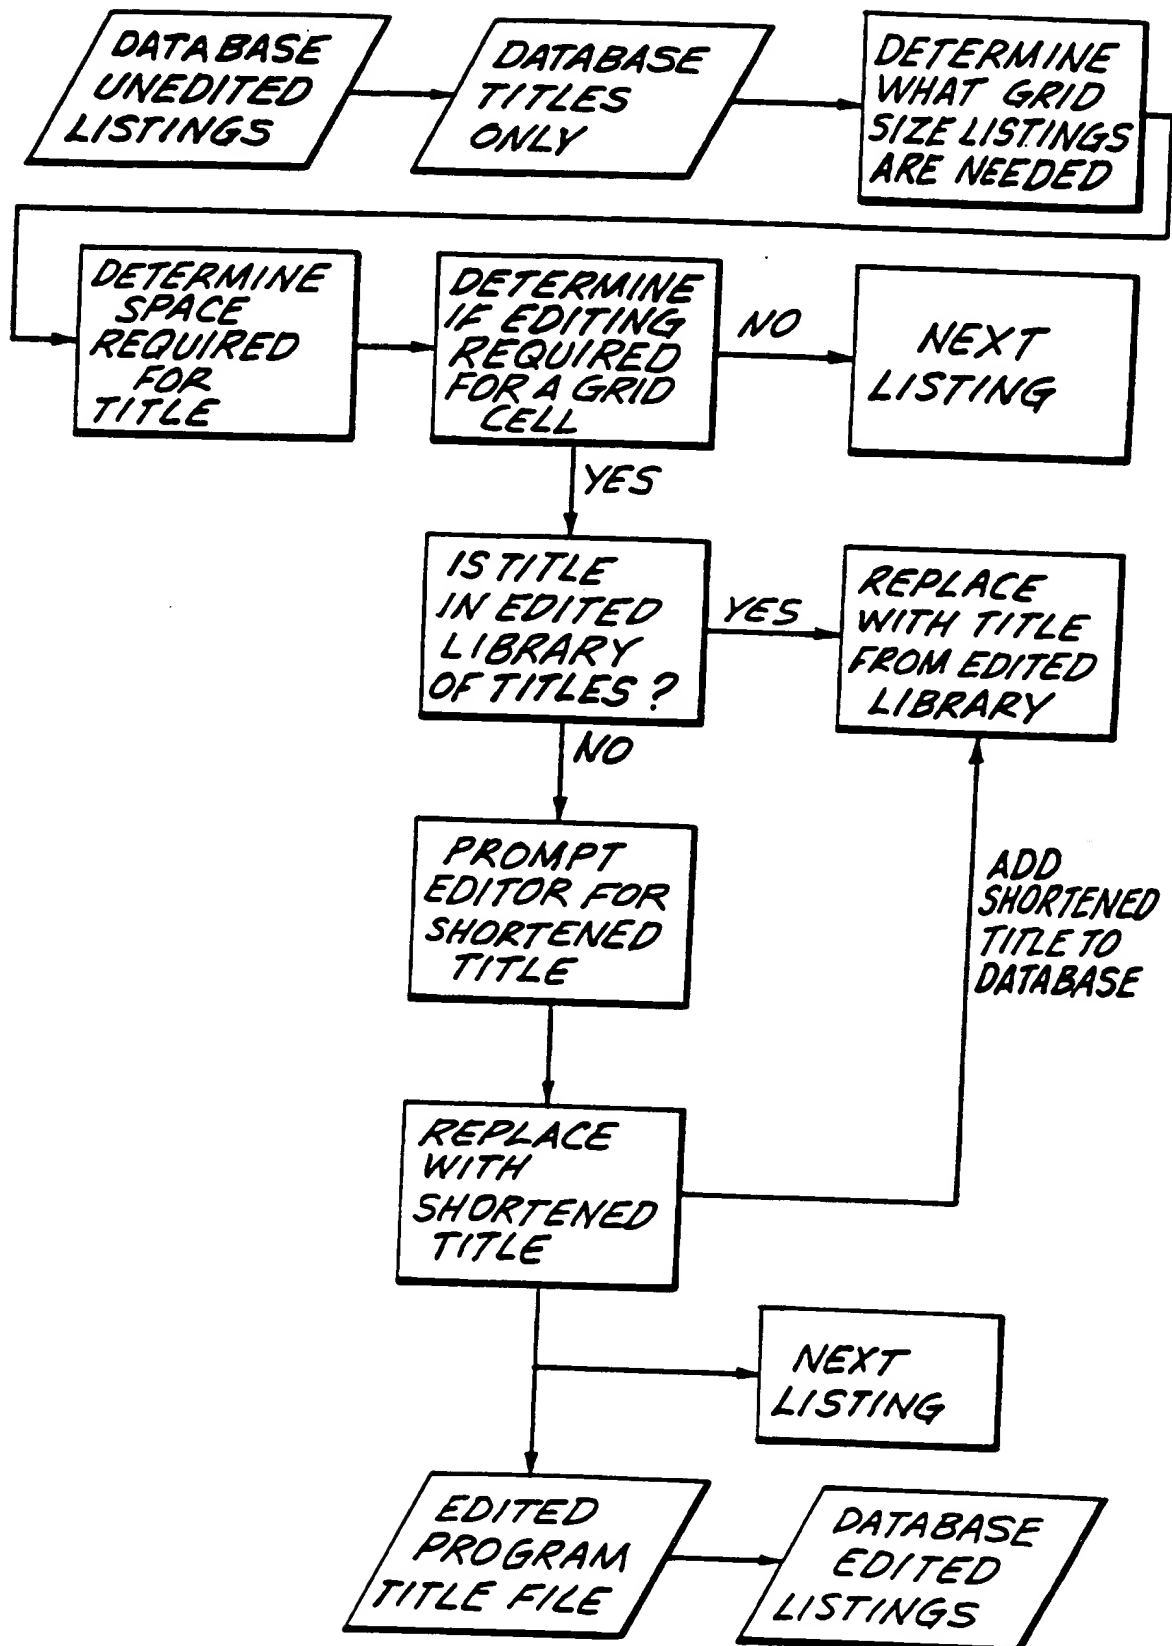 DATABASE
UNEDITED
LISTINGS
DATABASE
TITLES
ONLY
DETERMINE
WHAT GRID
SIZE LISTINGS
ARE NEEDED
DETERMINE
SPACE
REQUIRED
FOR
TITLE
DETERMINE
IF EDITING
REQUIRED
FOR A GRID
CELL
NO
NEXT
LISTING
YES
IS TITLE
IN EDITED
LIBRARY
OF TITLES?
YES
REPLACE
WITH TITLE
FROM EDITED
LIBRARY
NO
PROMPT
EDITOR FOR
SHORTENED
TITLE
ADD
SHORTENED
TITLE TO
DATABASE
REPLACE
WITH
SHORTENED
TITLE
NEXT
LISTING
EDITED
PROGRAM
TITLE FILE
DATABASE
EDITED
LISTINGS